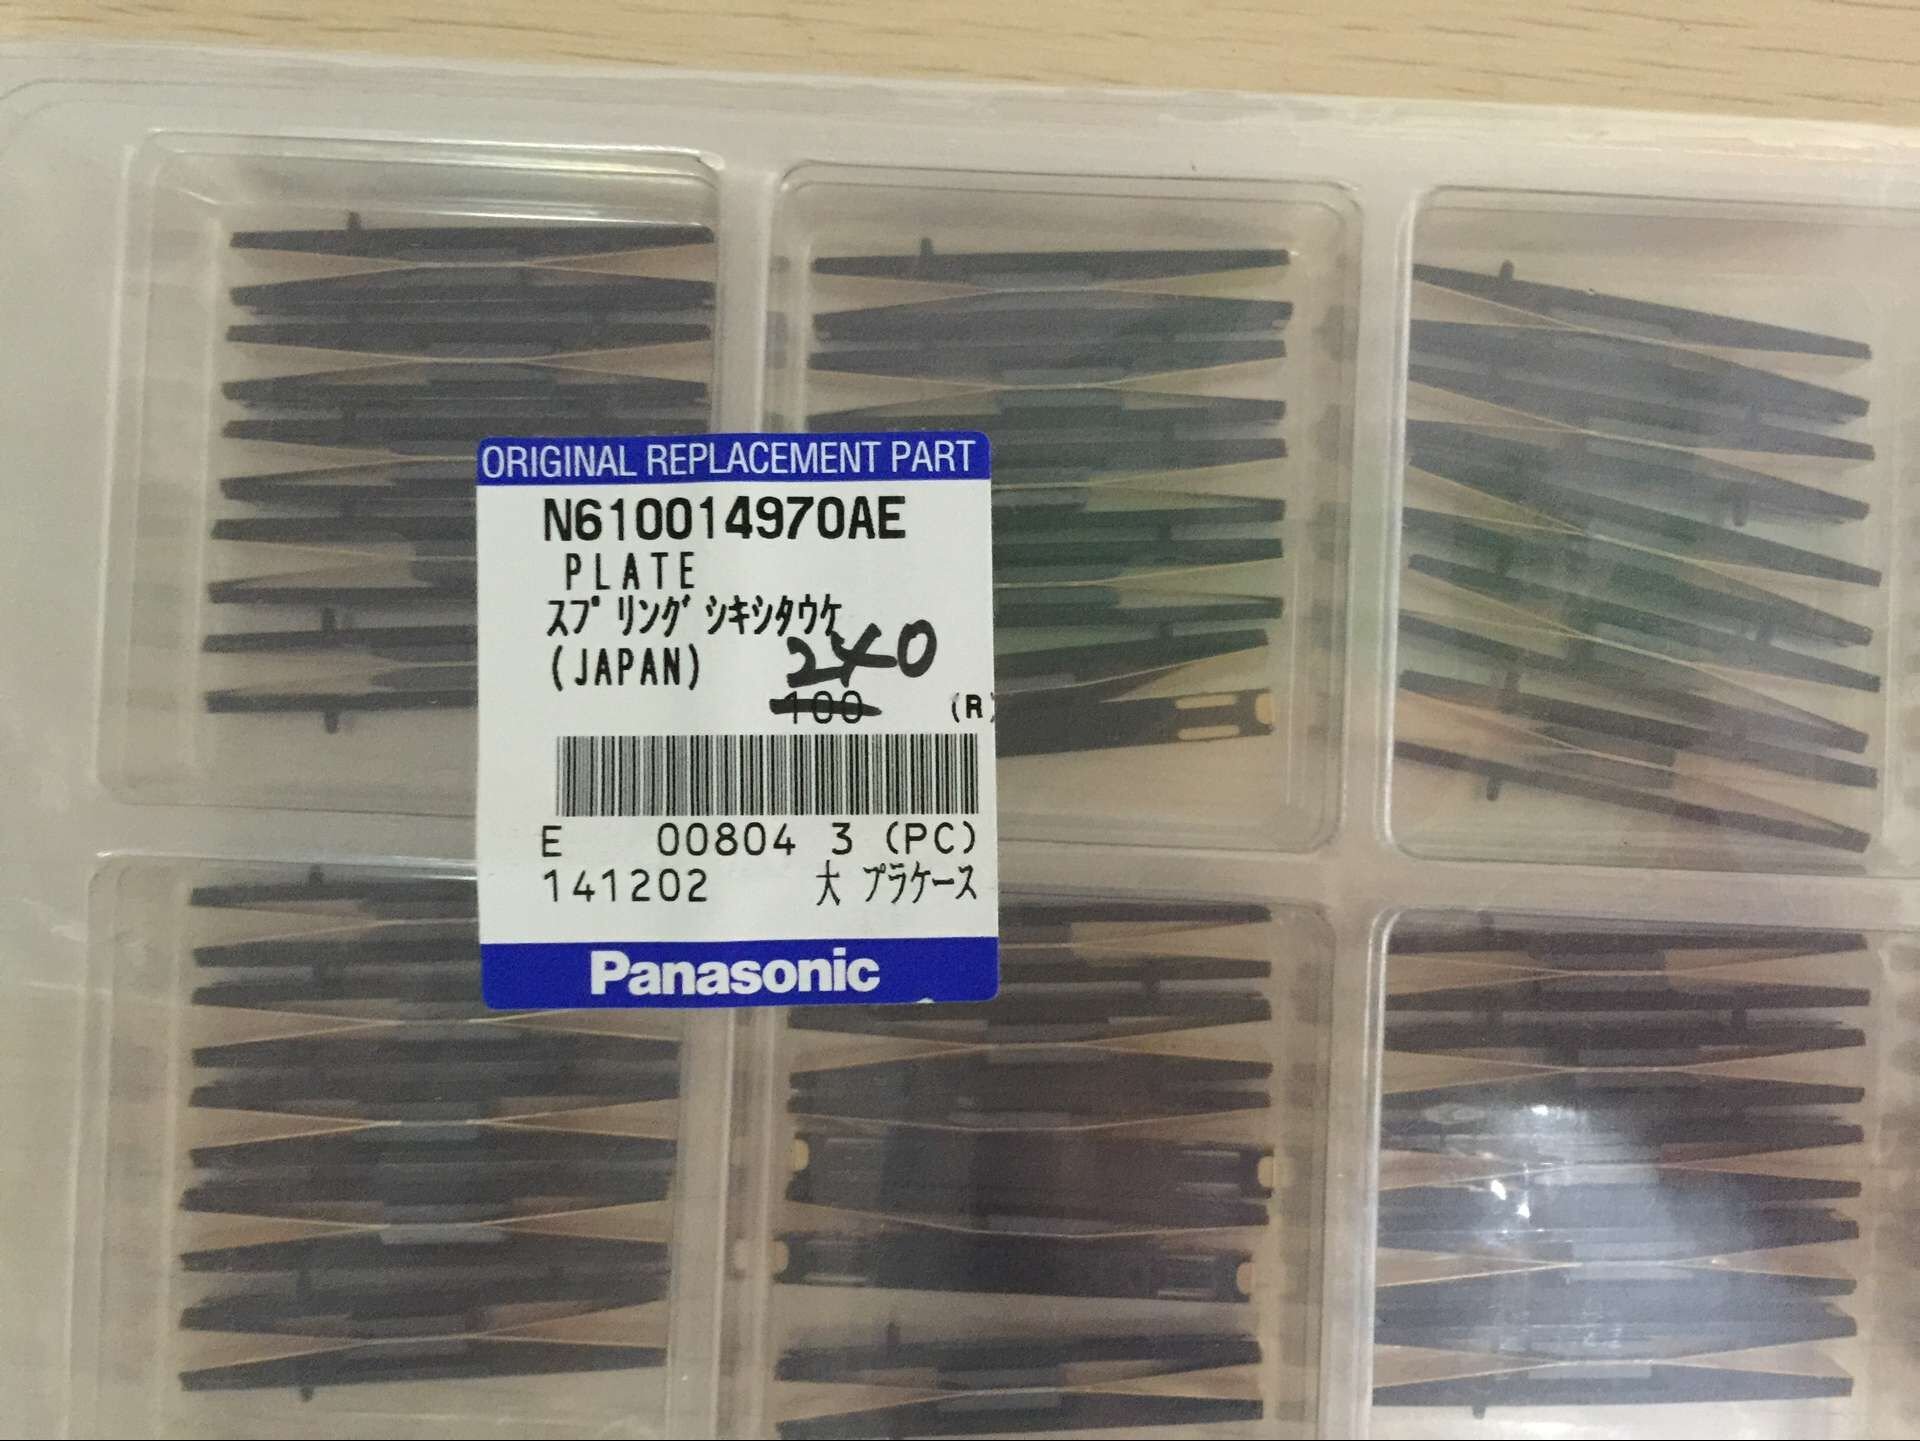 ORIGINAL REPLACEMENT PART
N610014970AE
PLATE
ｽﾌﾟﾘﾝｸﾞｼｷｼﾀｳｹ
(JAPAN) 240
100 (R)
E 00804 3 (PC)
141202 大 ﾌﾟﾗｹｰｽ
Panasonic